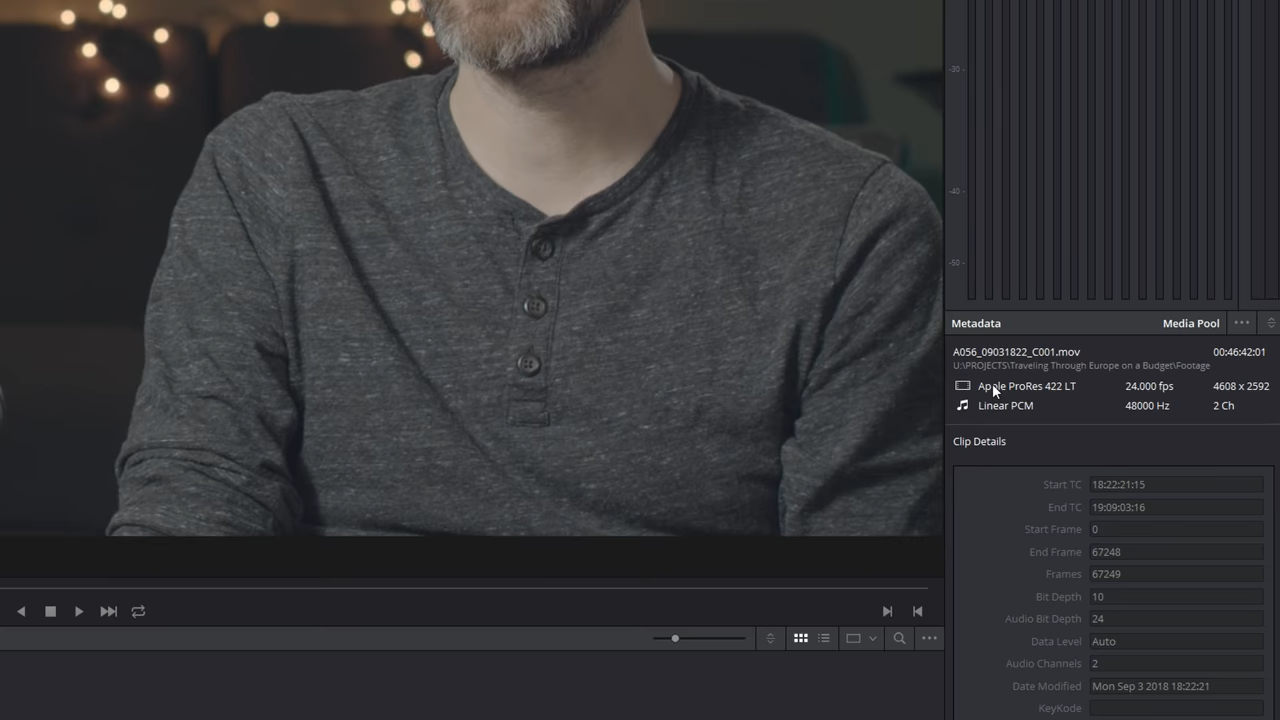 -30 -
-40 -
-50 -
Metadata Media Pool ...
A056_09031822_C001.mov 00:46:42:01
U:\PROJECTS\Traveling Through Europe on a Budget\Footage
Apple ProRes 422 LT 24.000 fps 4608 x 2592
Linear PCM 48000 Hz 2 Ch
Clip Details
Start TC 18:22:21:15
End TC 19:09:03:16
Start Frame 0
End Frame 67248
Frames 67249
Bit Depth 10
Audio Bit Depth 24
Data Level Auto
Audio Channels 2
Date Modified Mon Sep 3 2018 18:22:21
KeyKode